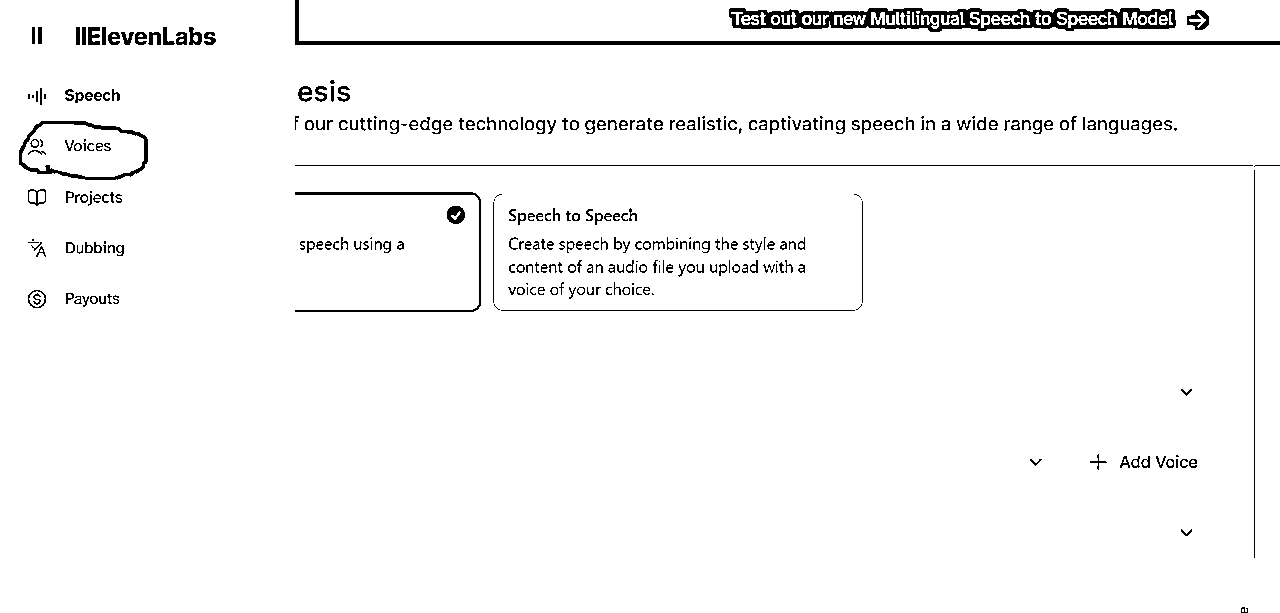 Test out our new Multilingual Speech to Speech Model
IIElevenLabs
Speech
Voices
Projects
Dubbing
Payouts
esis
f our cutting-edge technology to generate realistic, captivating speech in a wide range of languages.
speech using a
Speech to Speech
Create speech by combining the style and
content of an audio file you upload with a
voice of your choice.
Add Voice